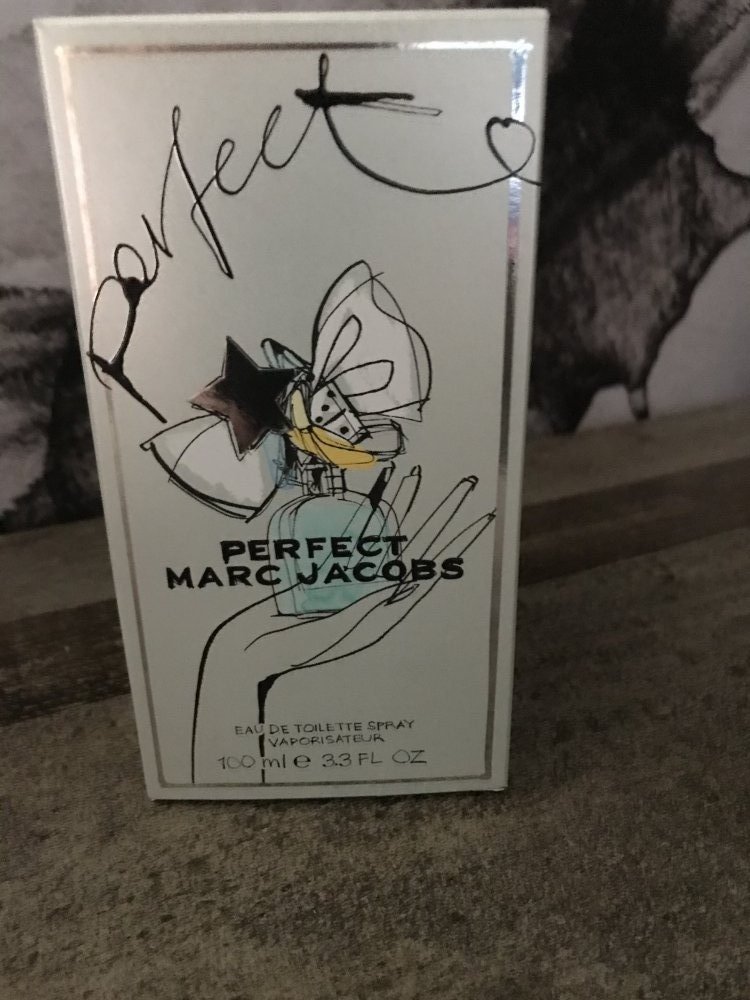 Perfect
PERFECT
MARC JACOBS
EAU DE TOILETTE SPRAY
VAPORISATEUR
100 ml e 3.3 FL OZ